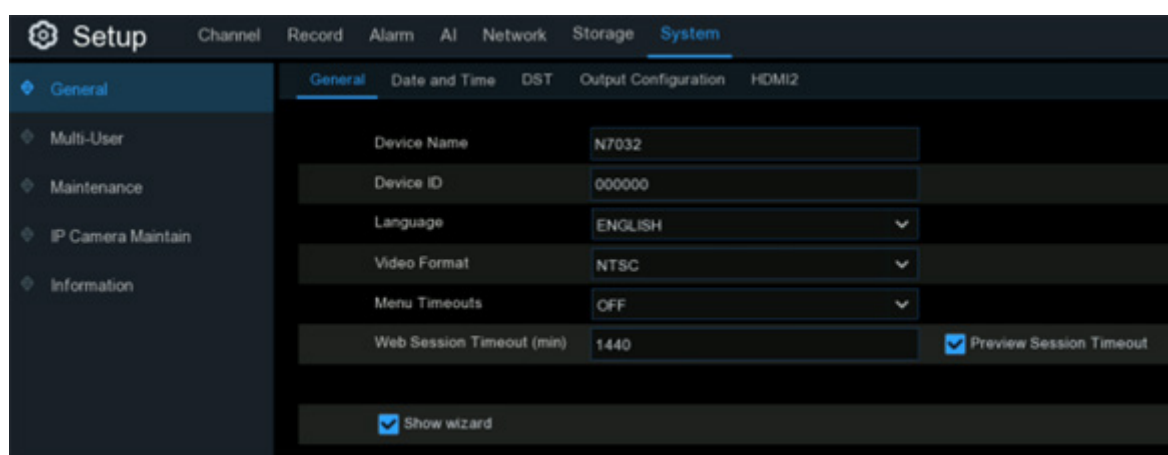 Setup Channel Record Alarm AI Network Storage System
General Date and Time DST Output Configuration HDMI2
General
Multi-User
Maintenance
IP Camera Maintain
Information
Device Name N7032
Device ID 000000
Language ENGLISH
Video Format NTSC
Menu Timeouts OFF
Web Session Timeout (min) 1440 Preview Session Timeout
Show wizard